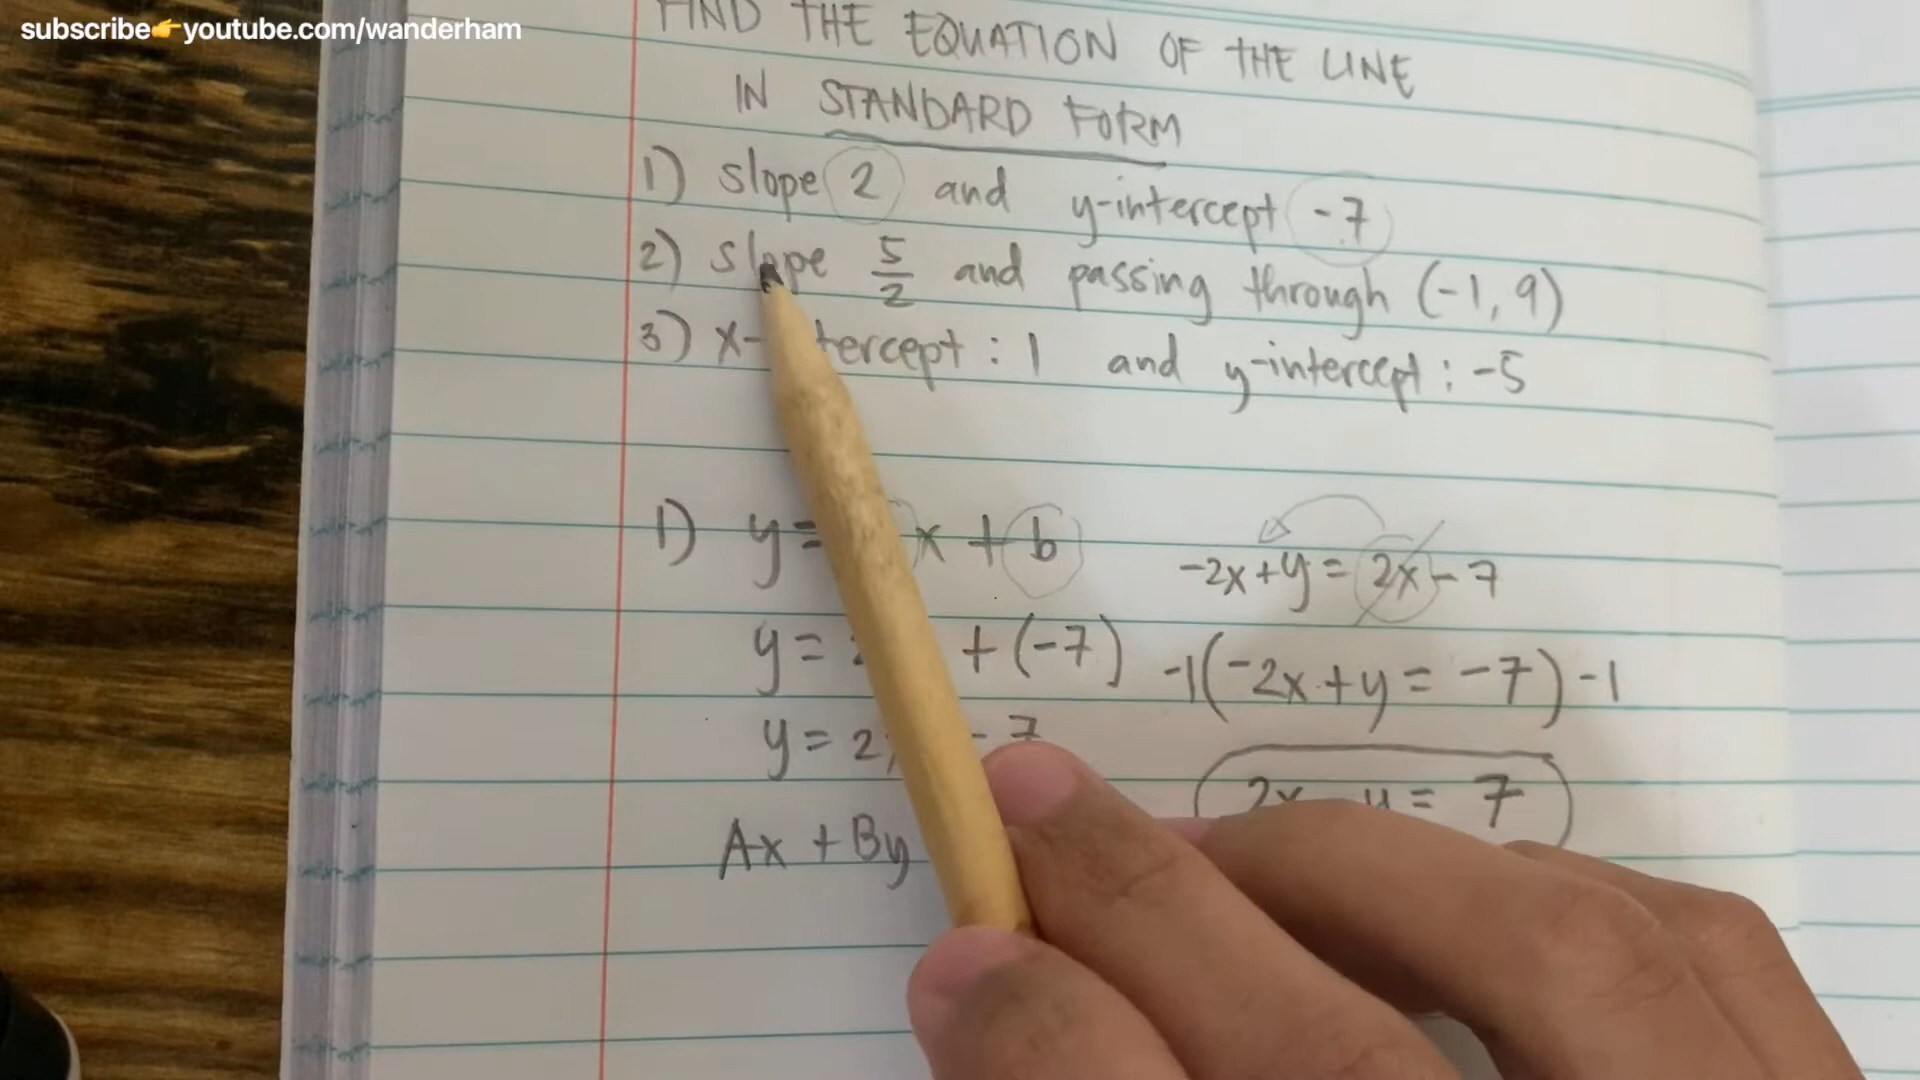 subscribe👉youtube.com/wanderham
FIND THE EQUATION OF THE LINE
IN STANDARD FORM
1) slope 2 and y-intercept -7
2) slope 5/2 and passing through (-1, 9)
3) x- tercept : 1 and y-intercept : -5
1) y= x + b
-2x+y = 2x - 7
y = + (-7)
-1(-2x+y = -7) -1
y = 2 - 7
2x - y = 7
Ax + By